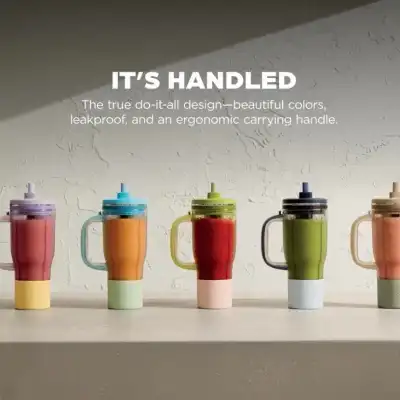 IT'S HANDLED
The true do-it-all design—beautiful colors,
leakproof, and an ergonomic carrying handle.